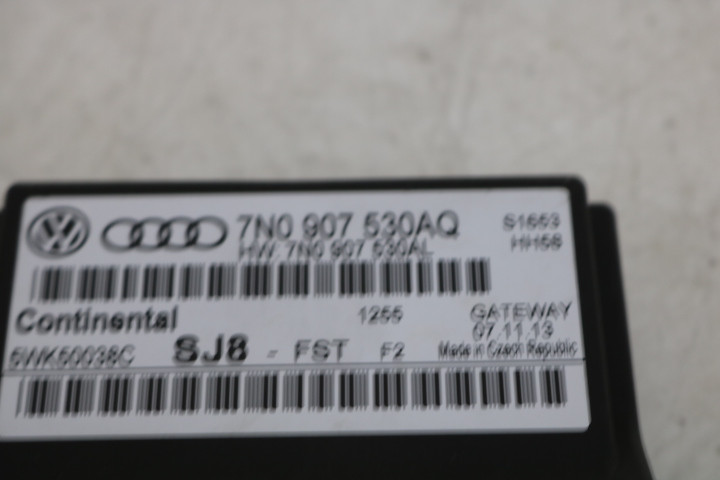 7N0 907 530AQ S1653
HW: 7N0 907 530AL HH58
Continental 1255 GATEWAY
07.11.13
5WK50038C SJ8 - FST F2 Made in Czech Republic